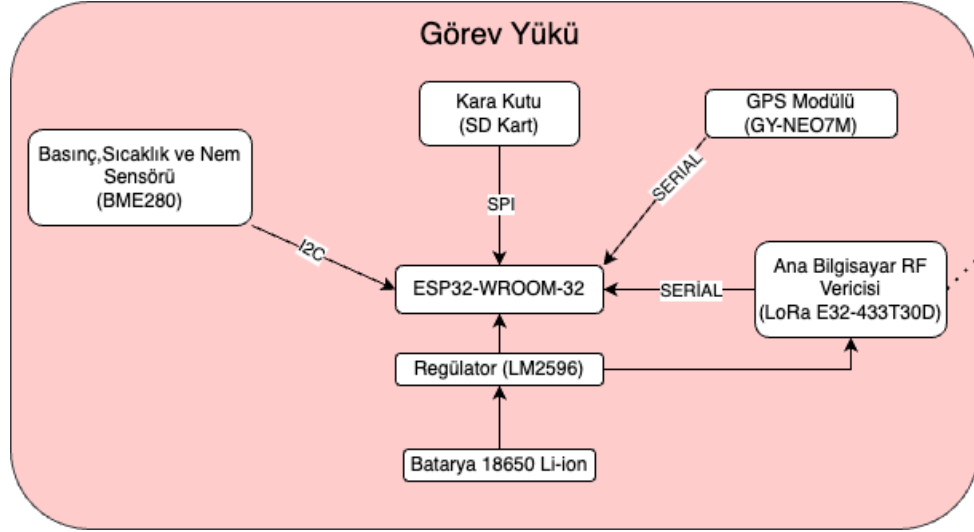 Görev Yükü
Kara Kutu
(SD Kart)
GPS Modülü
(GY-NEO7M)
Basınç,Sıcaklık ve Nem
Sensörü
(BME280)
SERIAL
SPI
I2C
Ana Bilgisayar RF
Vericisi
(LoRa E32-433T30D)
ESP32-WROOM-32
SERİAL
Regülator (LM2596)
Batarya 18650 Li-ion